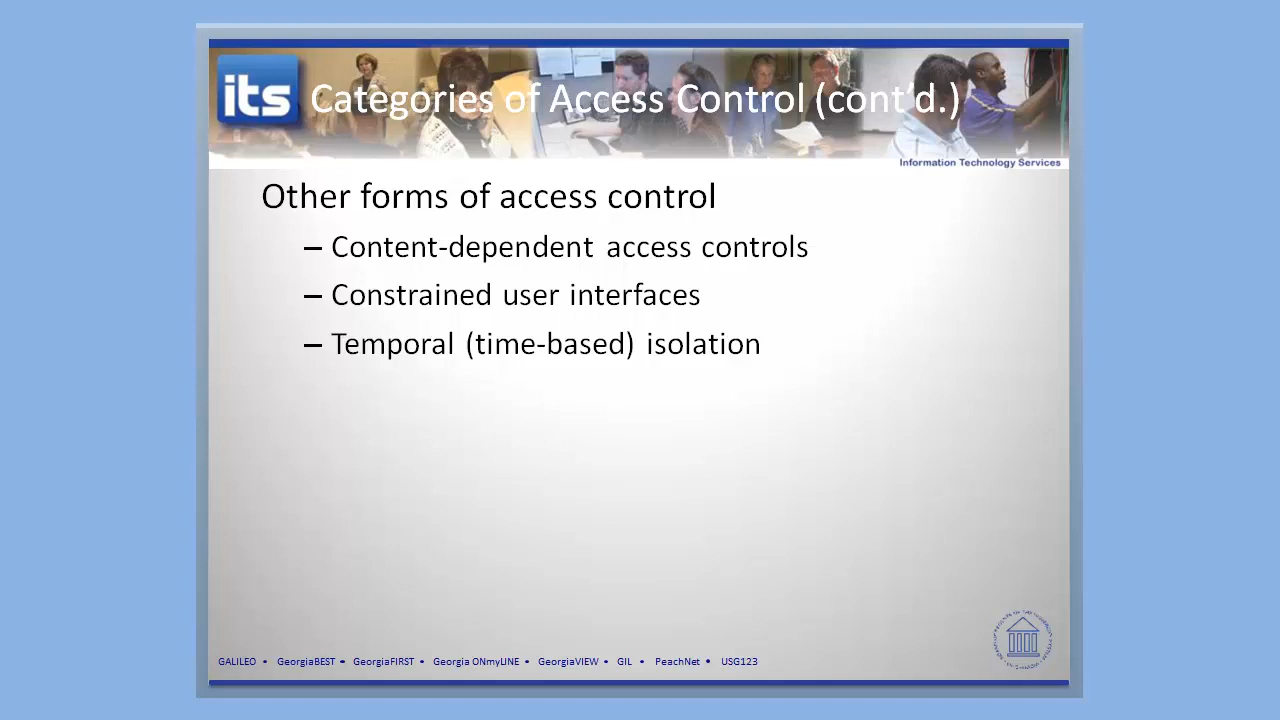 its
Categories of Access Control (cont'd.)
Information Technology Services
Other forms of access control
– Content-dependent access controls
– Constrained user interfaces
– Temporal (time-based) isolation
GALILEO • GeorgiaBEST • GeorgiaFIRST • Georgia ONmyLINE • GeorgiaVIEW • GIL • PeachNet • USG123